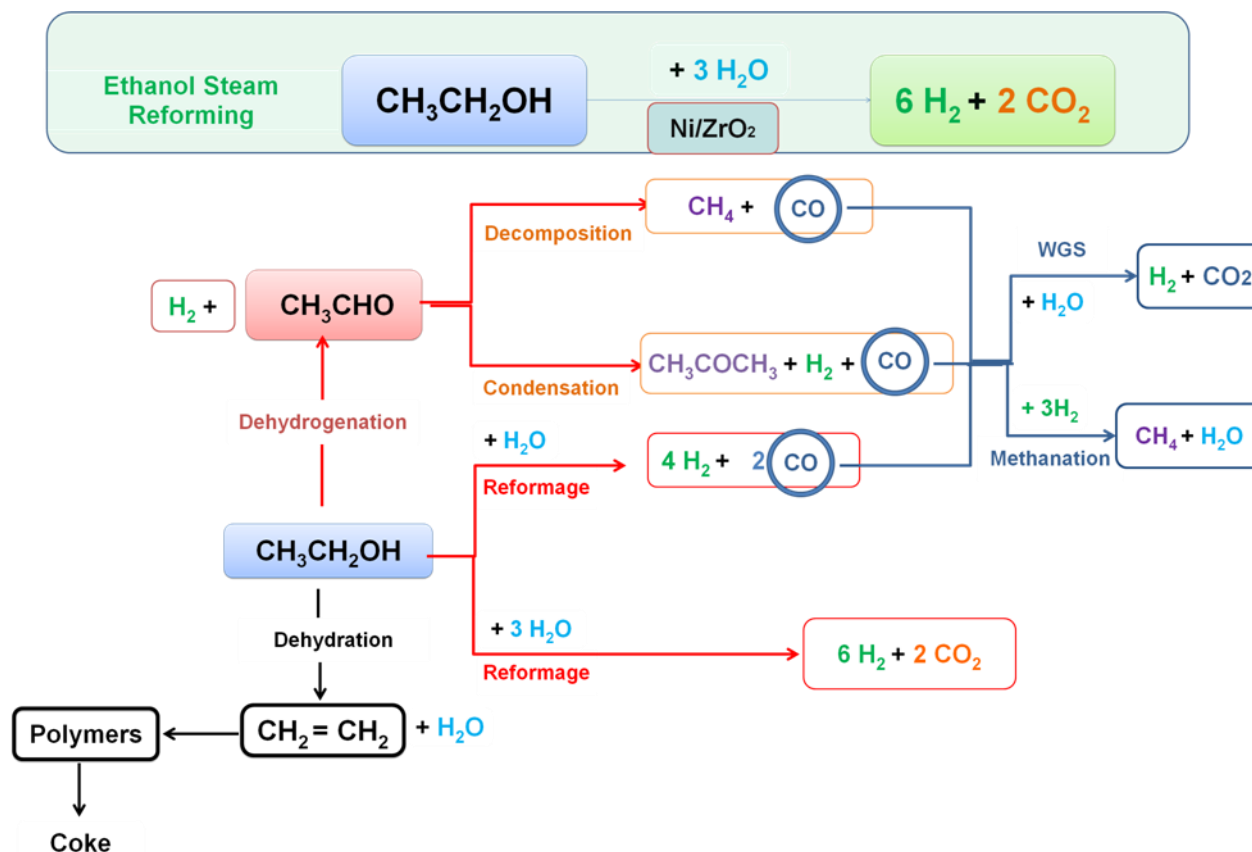 Ethanol Steam
Reforming
CH₃CH₂OH
+ 3 H₂O
Ni/ZrO₂
6 H₂ + 2 CO₂
CH₄ + CO
Decomposition
WGS
H₂ + CO₂
+ H₂O
H₂ +
CH₃CHO
CH₃COCH₃ + H₂ + CO
Condensation
+ 3H₂
CH₄ + H₂O
Methanation
Dehydrogenation
+ H₂O
4 H₂ + 2 CO
Reformage
CH₃CH₂OH
Dehydration
+ 3 H₂O
6 H₂ + 2 CO₂
Reformage
Polymers
CH₂ = CH₂ + H₂O
Coke